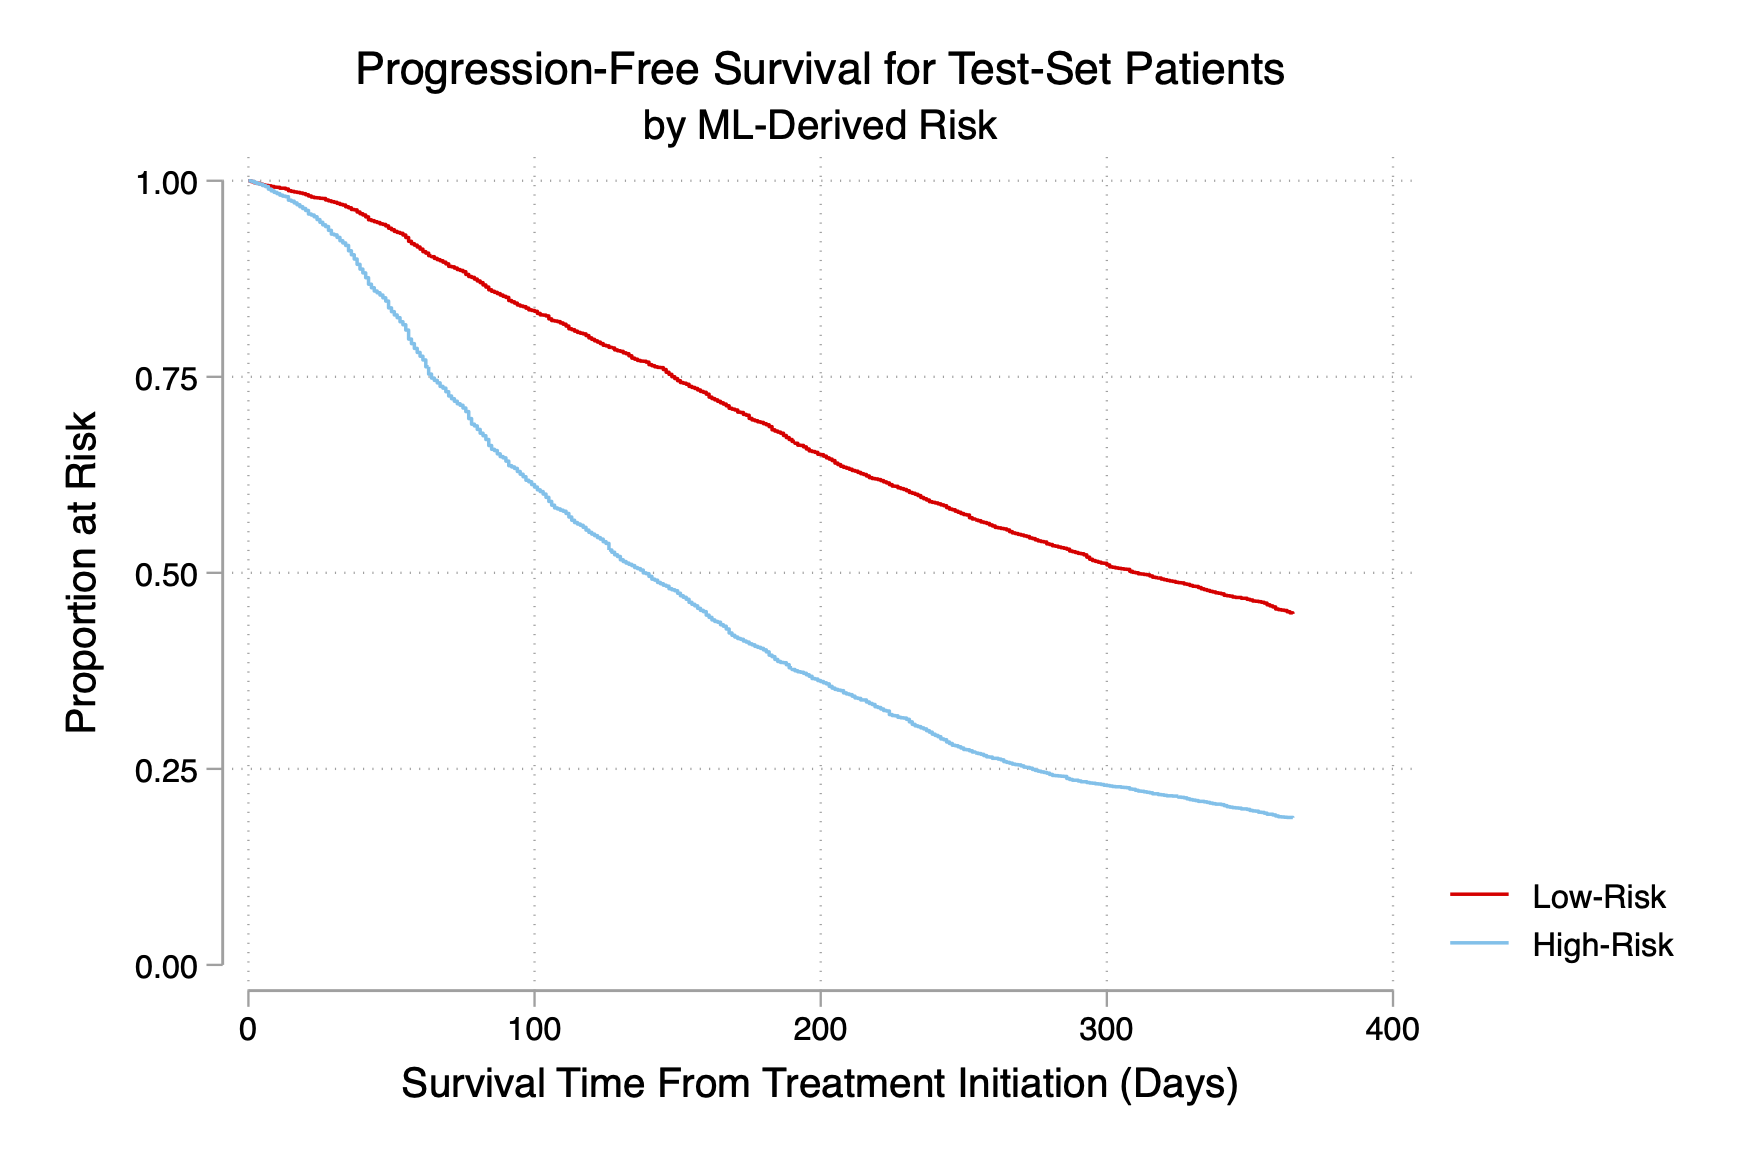 Progression-Free Survival for Test-Set Patients
by ML-Derived Risk
Proportion at Risk
1.00
0.75
0.50
0.25
0.00
0 100 200 300 400
Survival Time From Treatment Initiation (Days)
Low-Risk
High-Risk